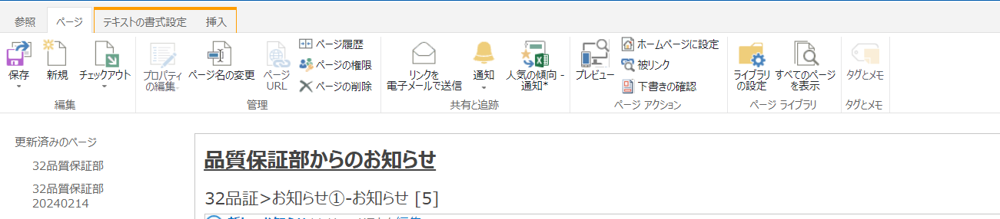 参照 ページ テキストの書式設定 挿入
保存
新規
チェックアウト
編集
プロパティ
の編集
ページ名の変更
ページ
URL
ページ履歴
ページの権限
ページの削除
管理
リンクを
電子メールで送信
通知
人気の傾向 -
通知*
共有と追跡
プレビュー
ホームページに設定
被リンク
下書きの確認
ページ アクション
ライブラリ
の設定
すべてのページ
を表示
ページ ライブラリ
タグとメモ
タグとメモ
更新済みのページ
32品質保証部
32品質保証部
20240214
品質保証部からのお知らせ
32品証>お知らせ①-お知らせ [5]